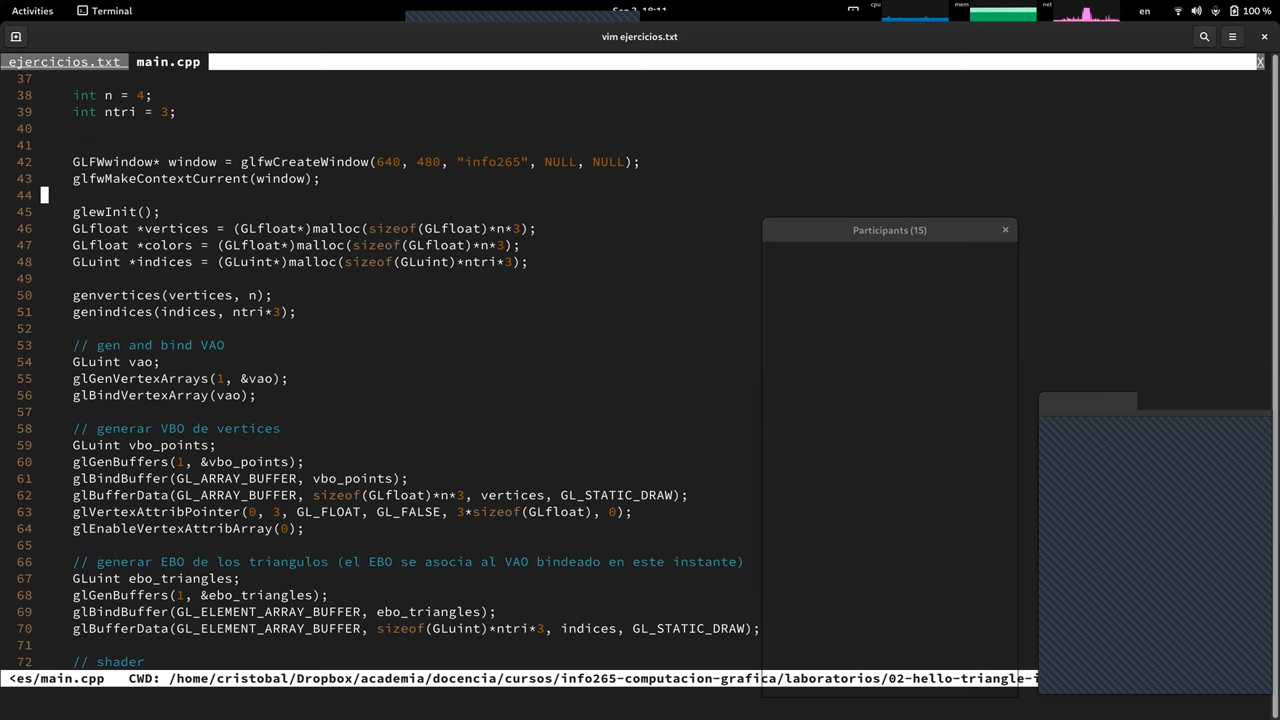 Activities Terminal Sep 3 18:11 cpu mem net en 100 %
vim ejercicios.txt
ejercicios.txt main.cpp X
37
38 int n = 4;
39 int ntri = 3;
40
41
42 GLFWwindow* window = glfwCreateWindow(640, 480, "info265", NULL, NULL);
43 glfwMakeContextCurrent(window);
44
45 glewInit();
46 GLfloat *vertices = (GLfloat*)malloc(sizeof(GLfloat)*n*3);
47 GLfloat *colors = (GLfloat*)malloc(sizeof(GLfloat)*n*3);
48 GLuint *indices = (GLuint*)malloc(sizeof(GLuint)*ntri*3);
49
50 genvertices(vertices, n);
51 genindices(indices, ntri*3);
52
53 // gen and bind VAO
54 GLuint vao;
55 glGenVertexArrays(1, &vao);
56 glBindVertexArray(vao);
57
58 // generar VBO de vertices
59 GLuint vbo_points;
60 glGenBuffers(1, &vbo_points);
61 glBindBuffer(GL_ARRAY_BUFFER, vbo_points);
62 glBufferData(GL_ARRAY_BUFFER, sizeof(GLfloat)*n*3, vertices, GL_STATIC_DRAW);
63 glVertexAttribPointer(0, 3, GL_FLOAT, GL_FALSE, 3*sizeof(GLfloat), 0);
64 glEnableVertexAttribArray(0);
65
66 // generar EBO de los triangulos (el EBO se asocia al VAO bindeado en este instante)
67 GLuint ebo_triangles;
68 glGenBuffers(1, &ebo_triangles);
69 glBindBuffer(GL_ELEMENT_ARRAY_BUFFER, ebo_triangles);
70 glBufferData(GL_ELEMENT_ARRAY_BUFFER, sizeof(GLuint)*ntri*3, indices, GL_STATIC_DRAW);
71
72 // shader
<es/main.cpp CWD: /home/cristobal/Dropbox/academia/docencia/cursos/info265-computacion-grafica/laboratorios/02-hello-triangle-
Participants (15)